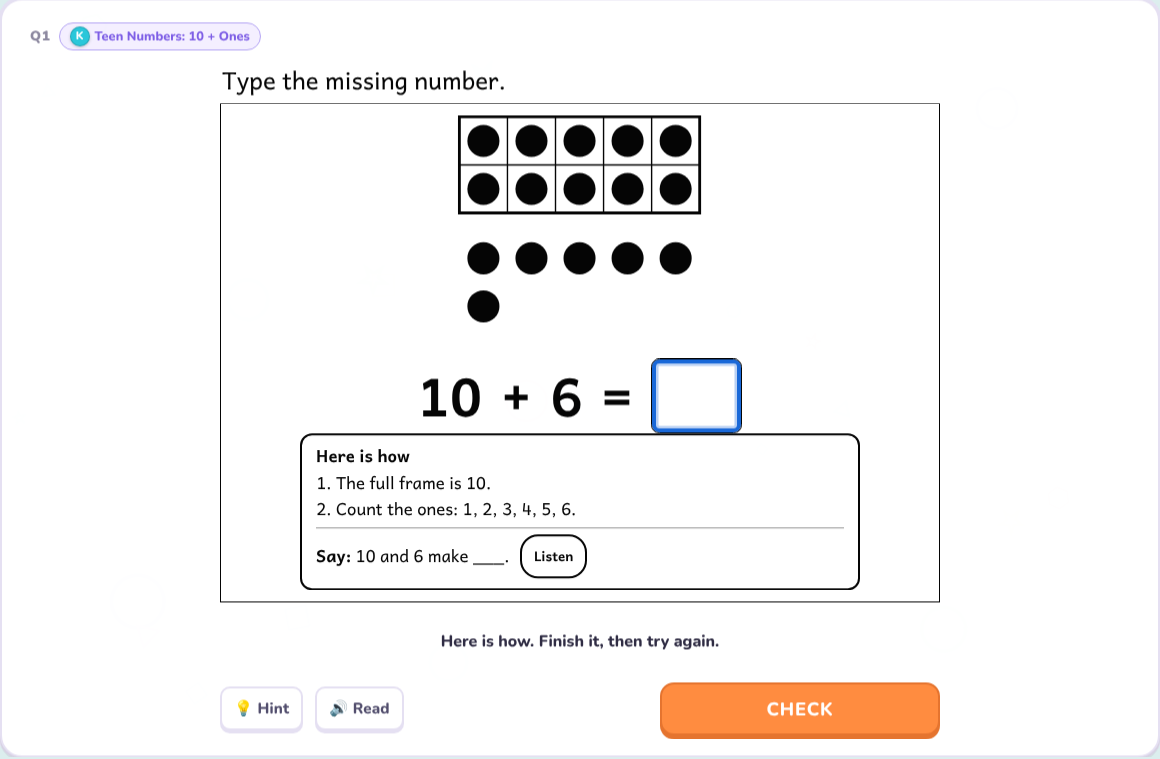 Q1 K Teen Numbers: 10 + Ones
Type the missing number.
10 + 6 =
Here is how
1. The full frame is 10.
2. Count the ones: 1, 2, 3, 4, 5, 6.
Say: 10 and 6 make ____. Listen
Here is how. Finish it, then try again.
💡 Hint 🔊 Read CHECK